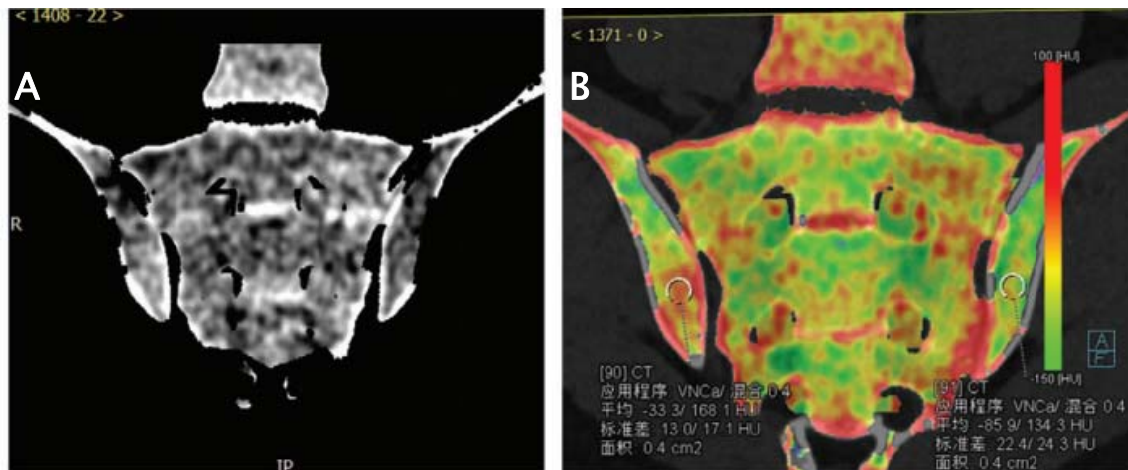 < 1408 - 22 >
A
R
IP
< 1371 - 0 >
B
100 [HU]
-150 [HU]
A
F
[90] CT
应用程序 VNCa/ 混合 0.4
平均 -33.3/ 168.1 HU
标准差 13.0/ 17.1 HU
面积 0.4 cm2
[91] CT
应用程序 VNCa/ 混合 0.4
平均 -85.9/ 134.3 HU
标准差 22.4/ 24.3 HU
面积 0.4 cm2